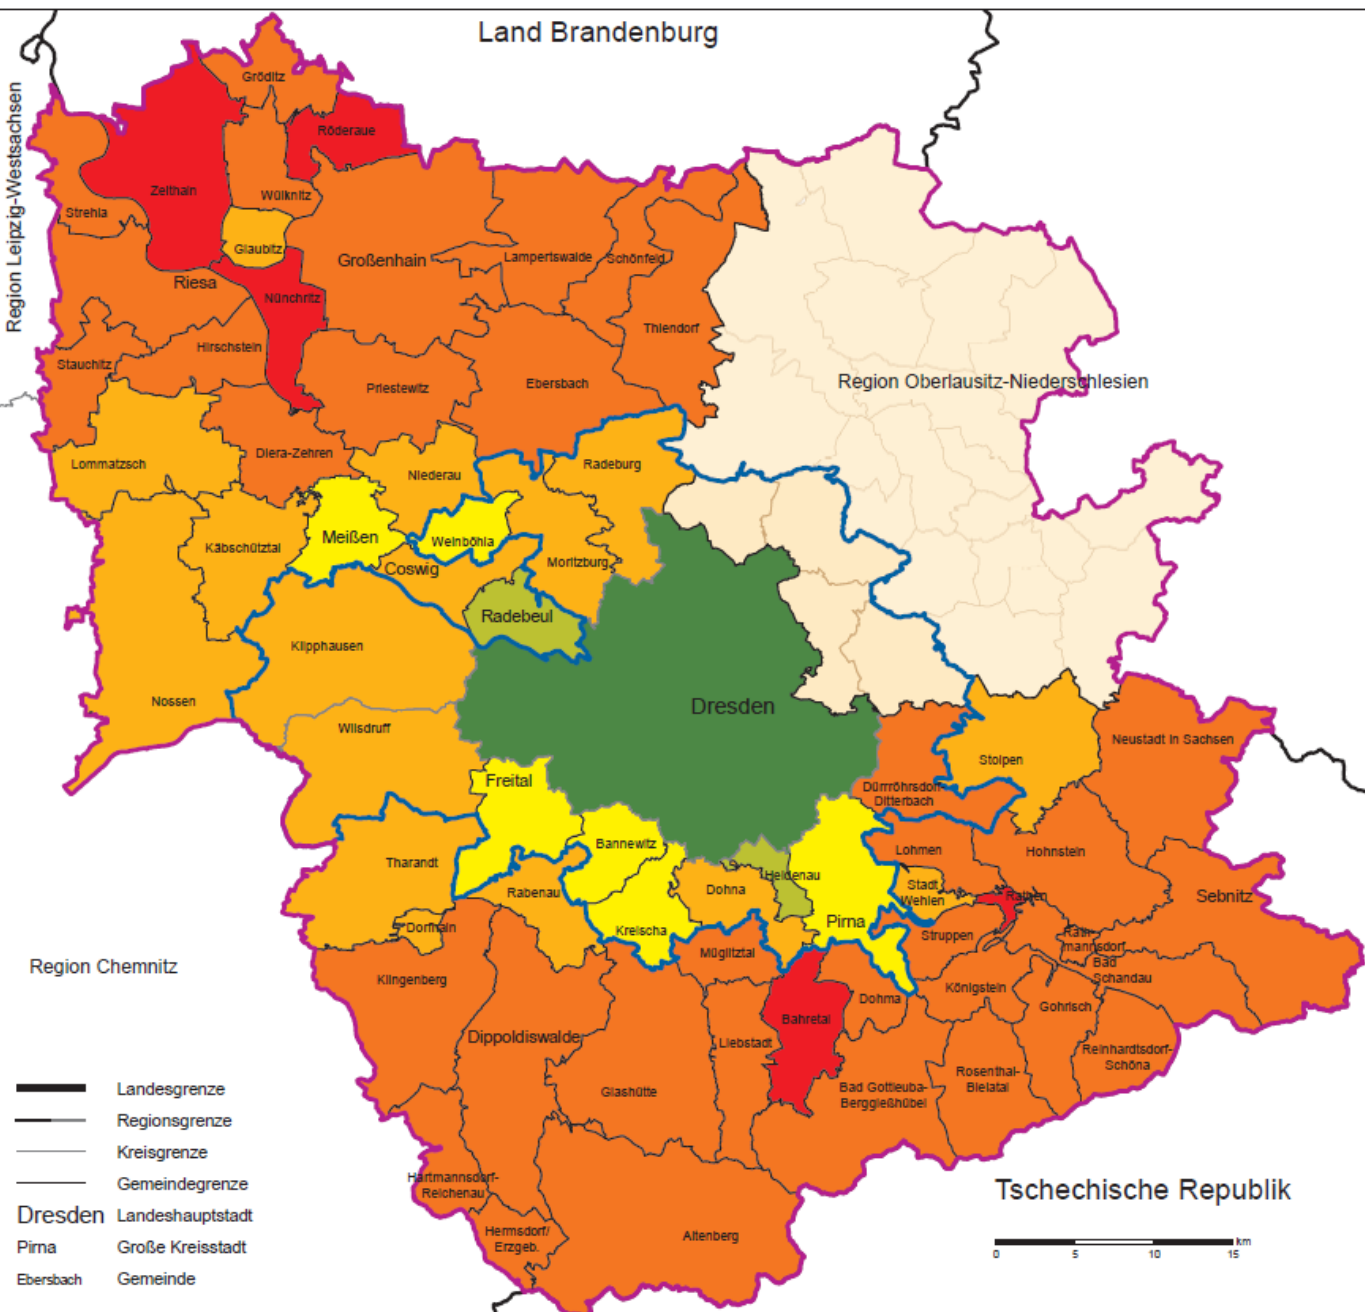 Land Brandenburg
Region Leipzig-Westsachsen
Gröditz
Röderaue
Zeithain
Wülknitz
Strehla
Glaubitz
Großenhain
Lampertswalde
Schönfeld
Riesa
Nünchritz
Thiendorf
Hirschstein
Stauchitz
Priestewitz
Ebersbach
Region Oberlausitz-Niederschlesien
Diera-Zehren
Lommatzsch
Niederau
Radeburg
Meißen
Weinböhla
Käbschütztal
Coswig
Moritzburg
Radebeul
Klipphausen
Nossen
Dresden
Wilsdruff
Neustadt in Sachsen
Stolpen
Freital
Dürrröhrsdorf-
Dittersbach
Bannewitz
Lohmen
Hohnstein
Tharandt
Heidenau
Rabenau
Dohna
Stadt
Wehlen
Rathen
Sebnitz
Dorfhain
Kreischa
Pirna
Struppen
Rath-
mannsdorf
Müglitztal
Bad
Schandau
Region Chemnitz
Klingenberg
Königstein
Dohma
Gohrisch
Bahretal
Dippoldiswalde
Liebstadt
Reinhardtsdorf-
Schöna
Rosenthal-
Bielatal
Glashütte
Bad Gottleuba-
Berggießhübel
Hartmannsdorf-
Reichenau
Hermsdorf/
Erzgeb.
Altenberg
Tschechische Republik
0 5 10 15 km
Landesgrenze
Regionsgrenze
Kreisgrenze
Gemeindegrenze
Dresden Landeshauptstadt
Pirna Große Kreisstadt
Ebersbach Gemeinde